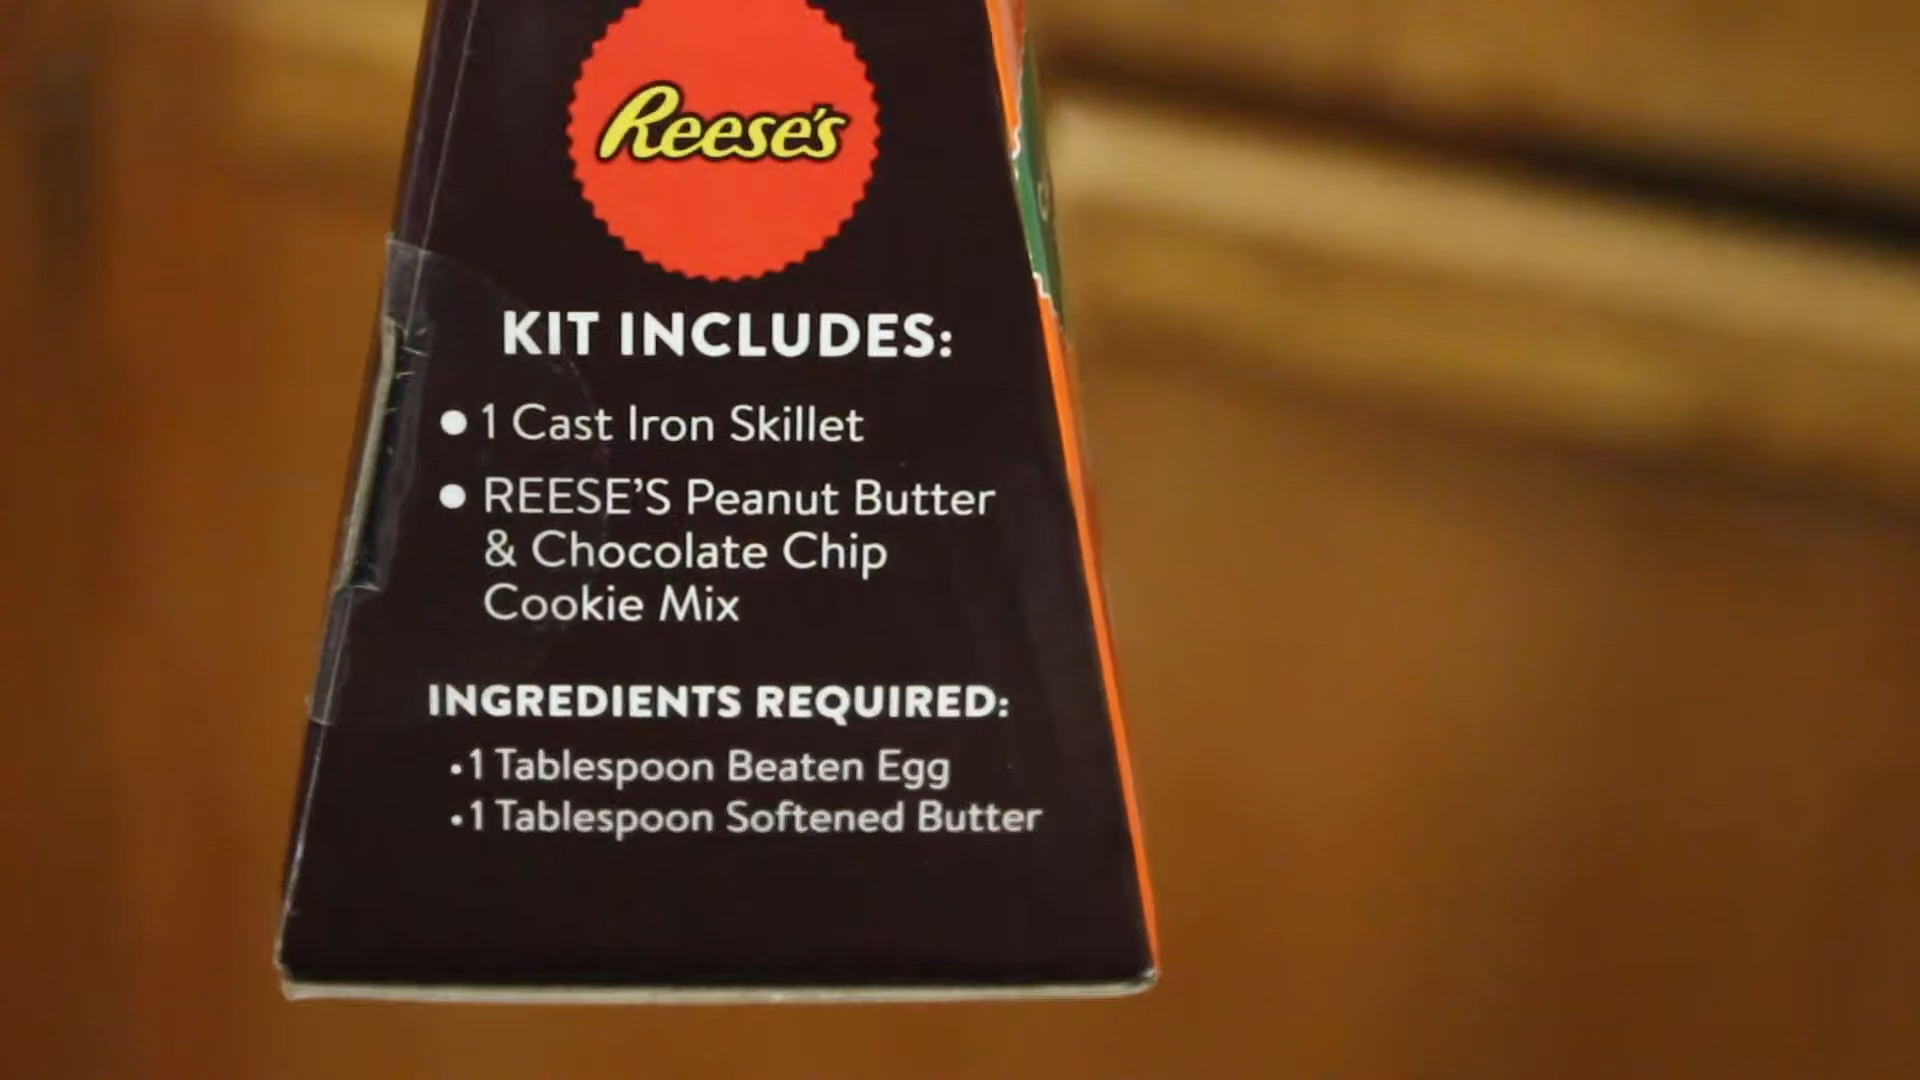 Reese's
KIT INCLUDES:
● 1 Cast Iron Skillet
● REESE'S Peanut Butter
& Chocolate Chip
Cookie Mix
INGREDIENTS REQUIRED:
• 1 Tablespoon Beaten Egg
• 1 Tablespoon Softened Butter